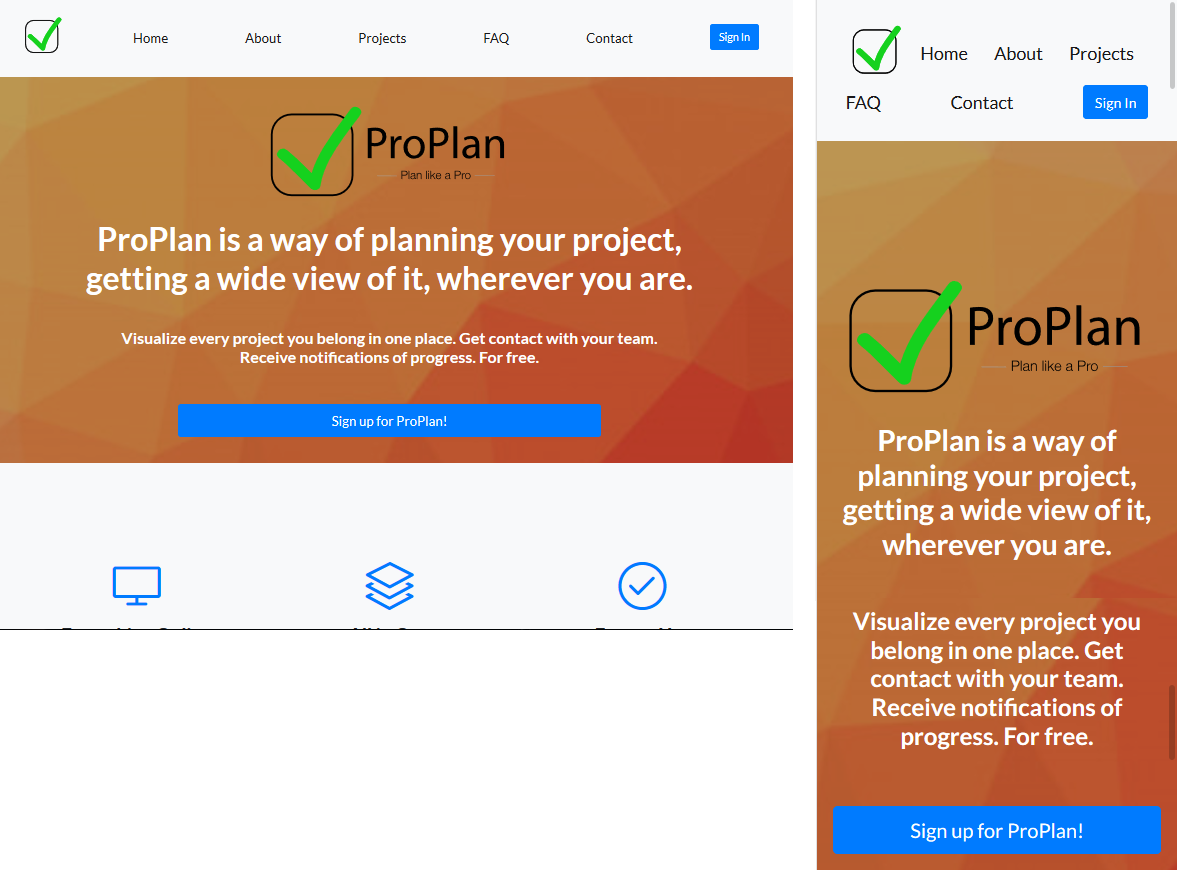 Home About Projects FAQ Contact Sign In
ProPlan
Plan like a Pro
ProPlan is a way of planning your project,
getting a wide view of it, wherever you are.
Visualize every project you belong in one place. Get contact with your team.
Receive notifications of progress. For free.
Sign up for ProPlan!
Home About Projects
FAQ Contact Sign In
ProPlan
Plan like a Pro
ProPlan is a way of
planning your project,
getting a wide view of it,
wherever you are.
Visualize every project you
belong in one place. Get
contact with your team.
Receive notifications of
progress. For free.
Sign up for ProPlan!